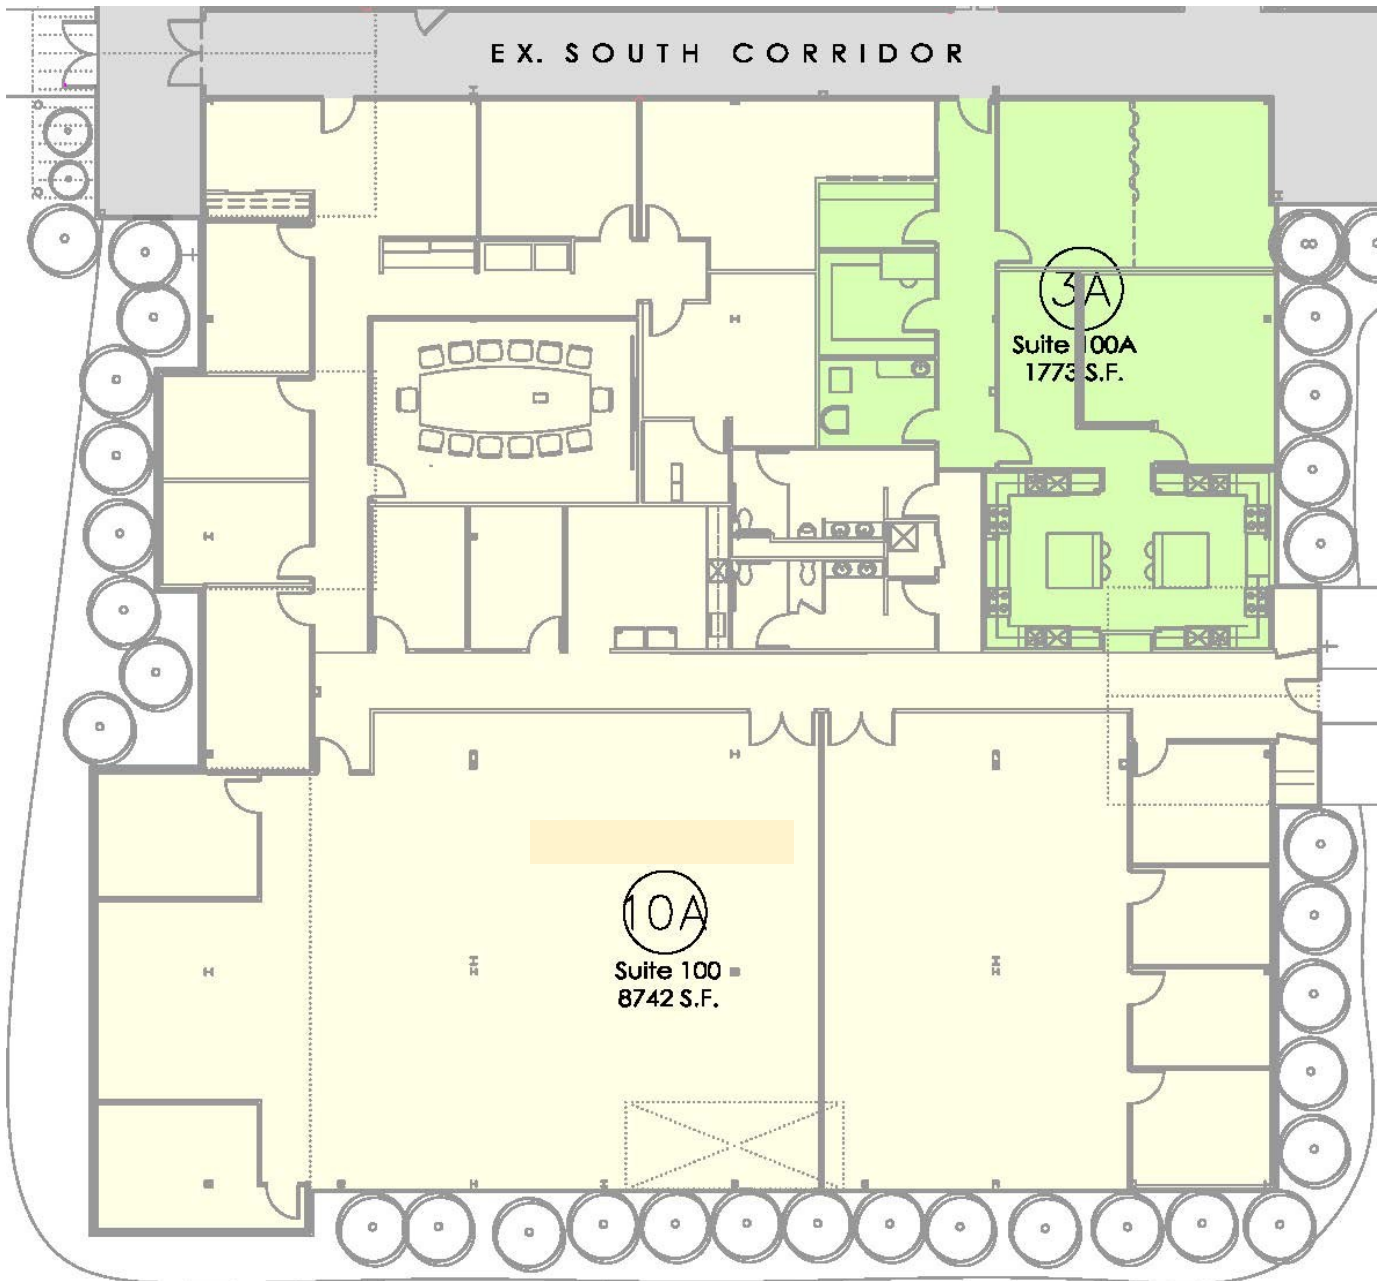 EX. SOUTH CORRIDOR
3A
Suite 100A
1773 S.F.
10A
Suite 100
8742 S.F.